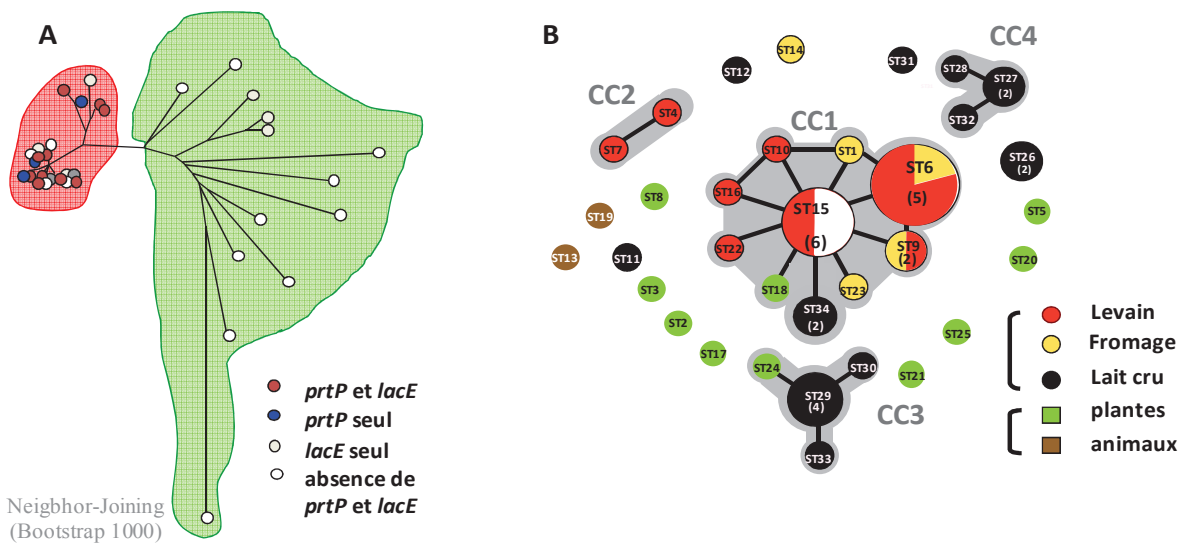 A
prtP et lacE
prtP seul
lacE seul
absence de
prtP et lacE
Neigbhor-Joining
(Bootstrap 1000)
B
ST14
ST12
ST31
CC4
ST28
ST27
(2)
ST32
CC2
ST4
ST7
CC1
ST10
ST1
ST6
(5)
ST26
(2)
ST16
ST15
(6)
ST8
ST19
ST5
ST22
ST9
(2)
ST13
ST11
ST20
ST3
ST18
ST23
ST34
(2)
ST2
ST25
ST17
ST24
ST30
ST21
ST29
(4)
CC3
ST33
Levain
Fromage
Lait cru
plantes
animaux